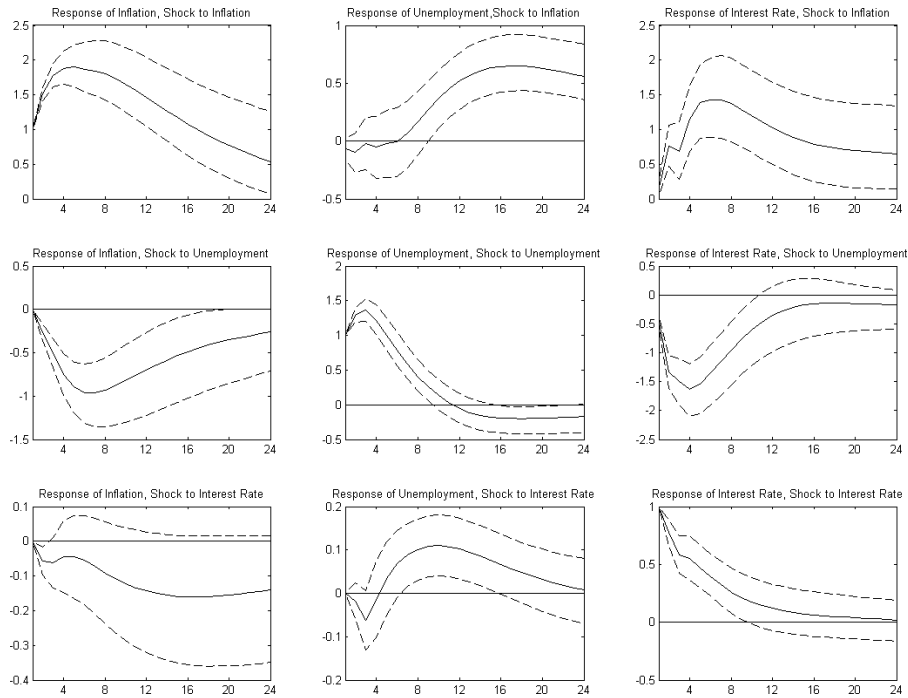 Response of Inflation, Shock to Inflation
2.5
2
1.5
1
0.5
0
4 8 12 16 20 24
Response of Unemployment,Shock to Inflation
1
0.5
0
-0.5
4 8 12 16 20 24
Response of Interest Rate, Shock to Inflation
2.5
2
1.5
1
0.5
0
4 8 12 16 20 24
Response of Inflation, Shock to Unemployment
0.5
0
-0.5
-1
-1.5
4 8 12 16 20 24
Response of Unemployment, Shock to Unemployment
2
1.5
1
0.5
0
-0.5
4 8 12 16 20 24
Response of Interest Rate, Shock to Unemployment
0.5
0
-0.5
-1
-1.5
-2
-2.5
4 8 12 16 20 24
Response of Inflation, Shock to Interest Rate
0.1
0
-0.1
-0.2
-0.3
-0.4
4 8 12 16 20 24
Response of Unemployment, Shock to Interest Rate
0.2
0.1
0
0.1
0.2
4 8 12 16 20 24
Response of Interest Rate, Shock to Interest Rate
1
0.5
0
-0.5
4 8 12 16 20 24